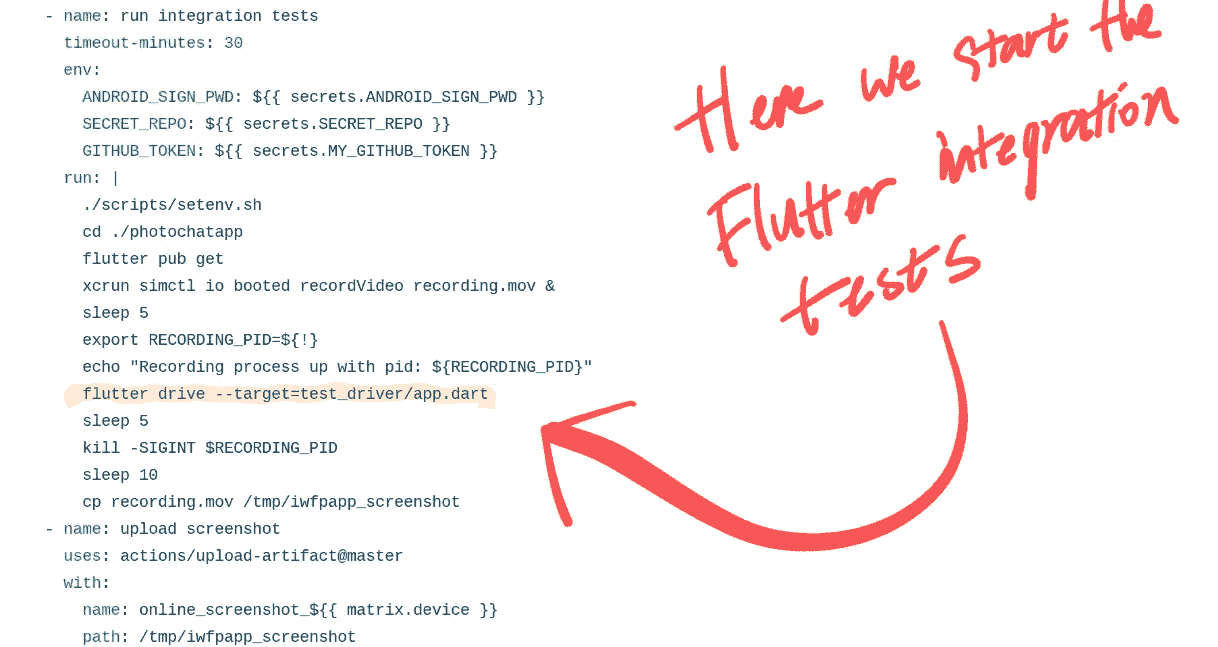 - name: run integration tests
timeout-minutes: 30
env:
ANDROID_SIGN_PWD: ${{ secrets.ANDROID_SIGN_PWD }}
SECRET_REPO: ${{ secrets.SECRET_REPO }}
GITHUB_TOKEN: ${{ secrets.MY_GITHUB_TOKEN }}
run: |
./scripts/setenv.sh
cd ./photochatapp
flutter pub get
xcrun simctl io booted recordVideo recording.mov &
sleep 5
export RECORDING_PID=${!}
echo "Recording process up with pid: ${RECORDING_PID}"
flutter drive --target=test_driver/app.dart
sleep 5
kill -SIGINT $RECORDING_PID
sleep 10
cp recording.mov /tmp/iwfpapp_screenshot
- name: upload screenshot
uses: actions/upload-artifact@master
with:
name: online_screenshot_${{ matrix.device }}
path: /tmp/iwfpapp_screenshot
Here we start the
Flutter integration
tests